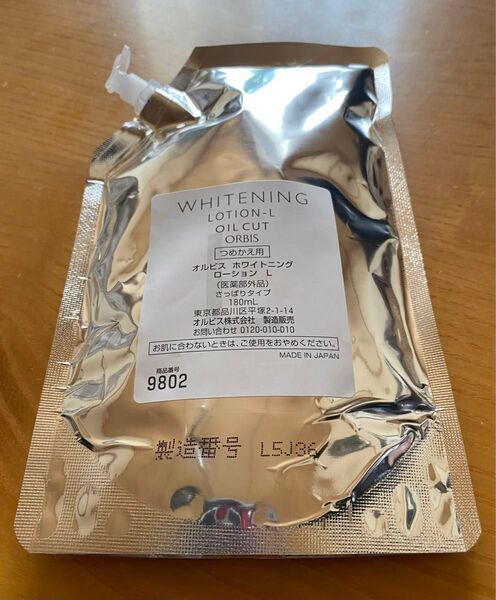 WHITENING
LOTION-L
OIL CUT
ORBIS
つめかえ用
オルビス ホワイトニング
ローション L
(医薬部外品)
さっぱりタイプ
180mL
東京都品川区平塚2-1-14
オルビス株式会社 製造販売
お問い合わせ 0120-010-010
お肌に合わないときは、ご使用をおやめください。
MADE IN JAPAN
商品番号
9802
製造番号 L5J36